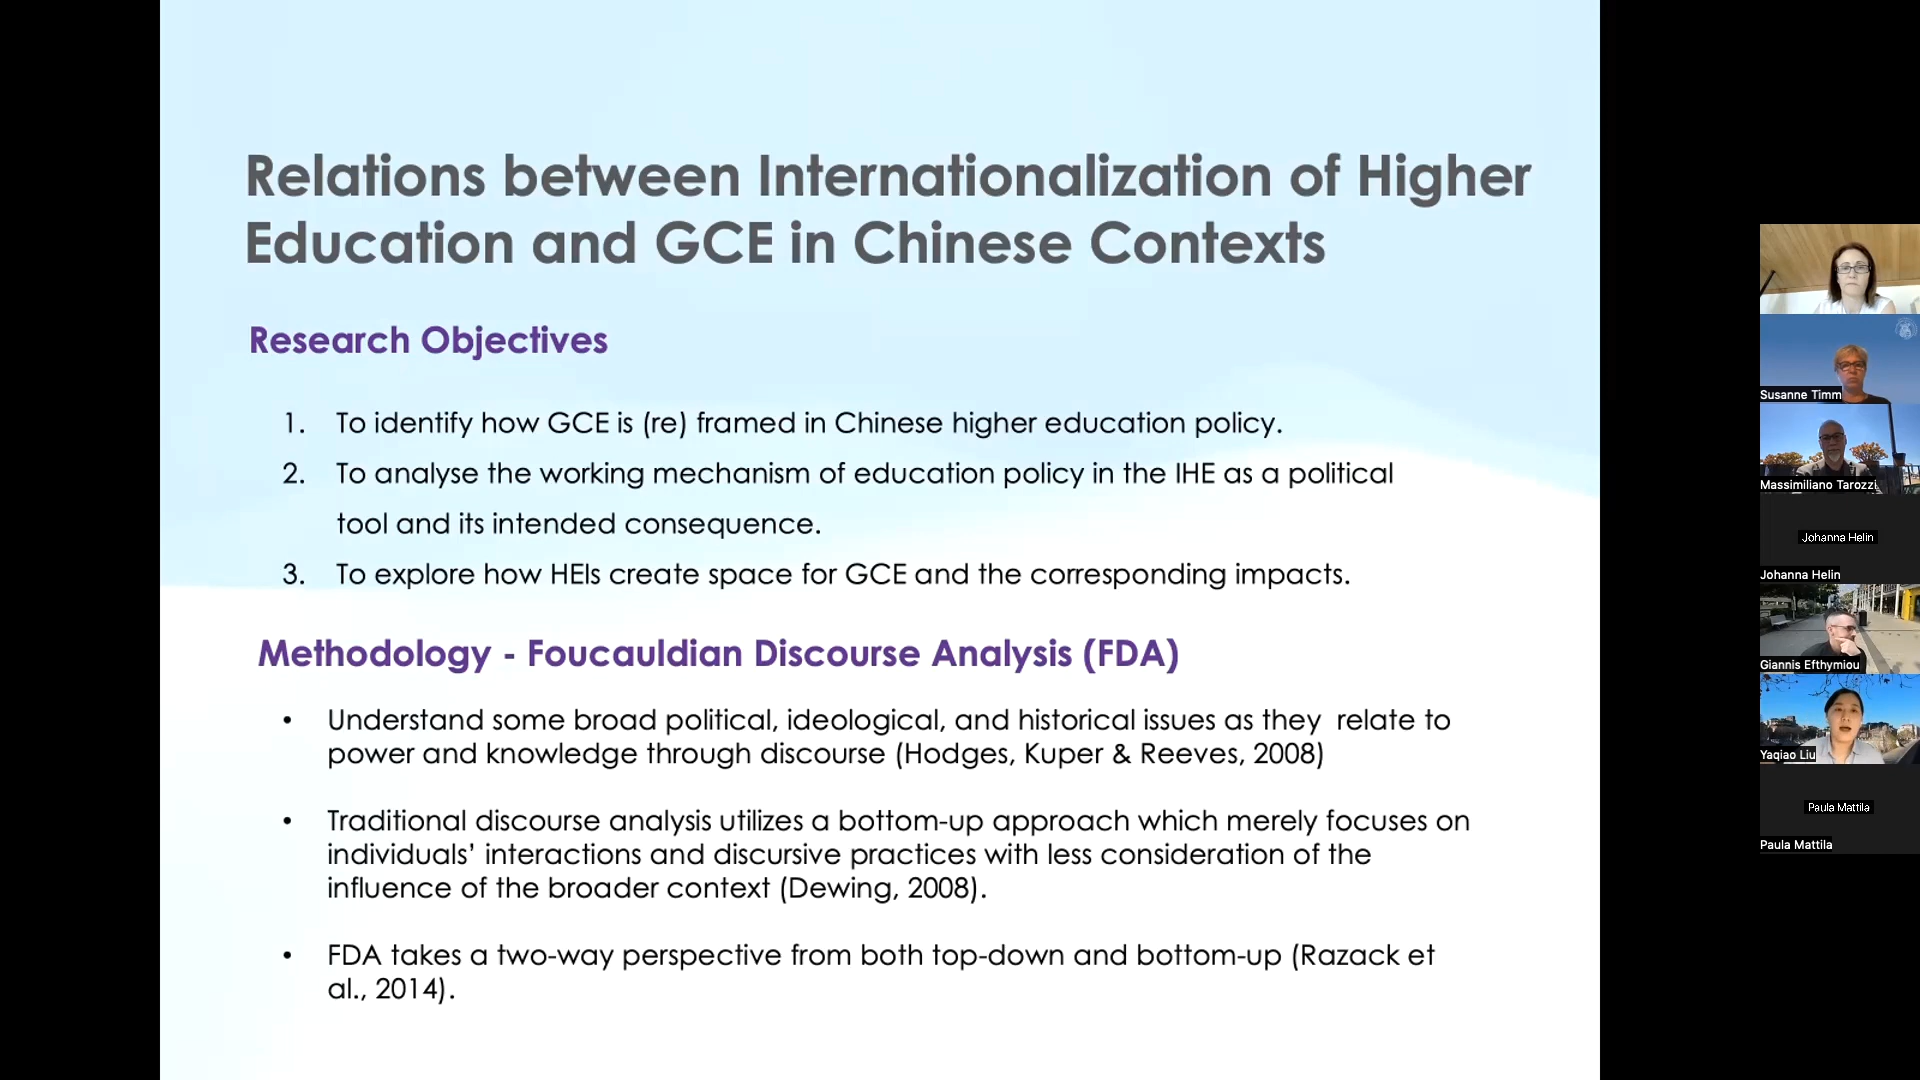 Relations between Internationalization of Higher
Education and GCE in Chinese Contexts
Research Objectives
1. To identify how GCE is (re) framed in Chinese higher education policy.
2. To analyse the working mechanism of education policy in the IHE as a political
tool and its intended consequence.
3. To explore how HEIs create space for GCE and the corresponding impacts.
Methodology - Foucauldian Discourse Analysis (FDA)
• Understand some broad political, ideological, and historical issues as they  relate to
power and knowledge through discourse (Hodges, Kuper & Reeves, 2008)
• Traditional discourse analysis utilizes a bottom-up approach which merely focuses on
individuals’ interactions and discursive practices with less consideration of the
influence of the broader context (Dewing, 2008).
• FDA takes a two-way perspective from both top-down and bottom-up (Razack et
al., 2014).
Susanne Timm
Massimiliano Tarozzi
Johanna Helin
Johanna Helin
Giannis Efthymiou
Yaqiao Liu
Paula Mattila
Paula Mattila